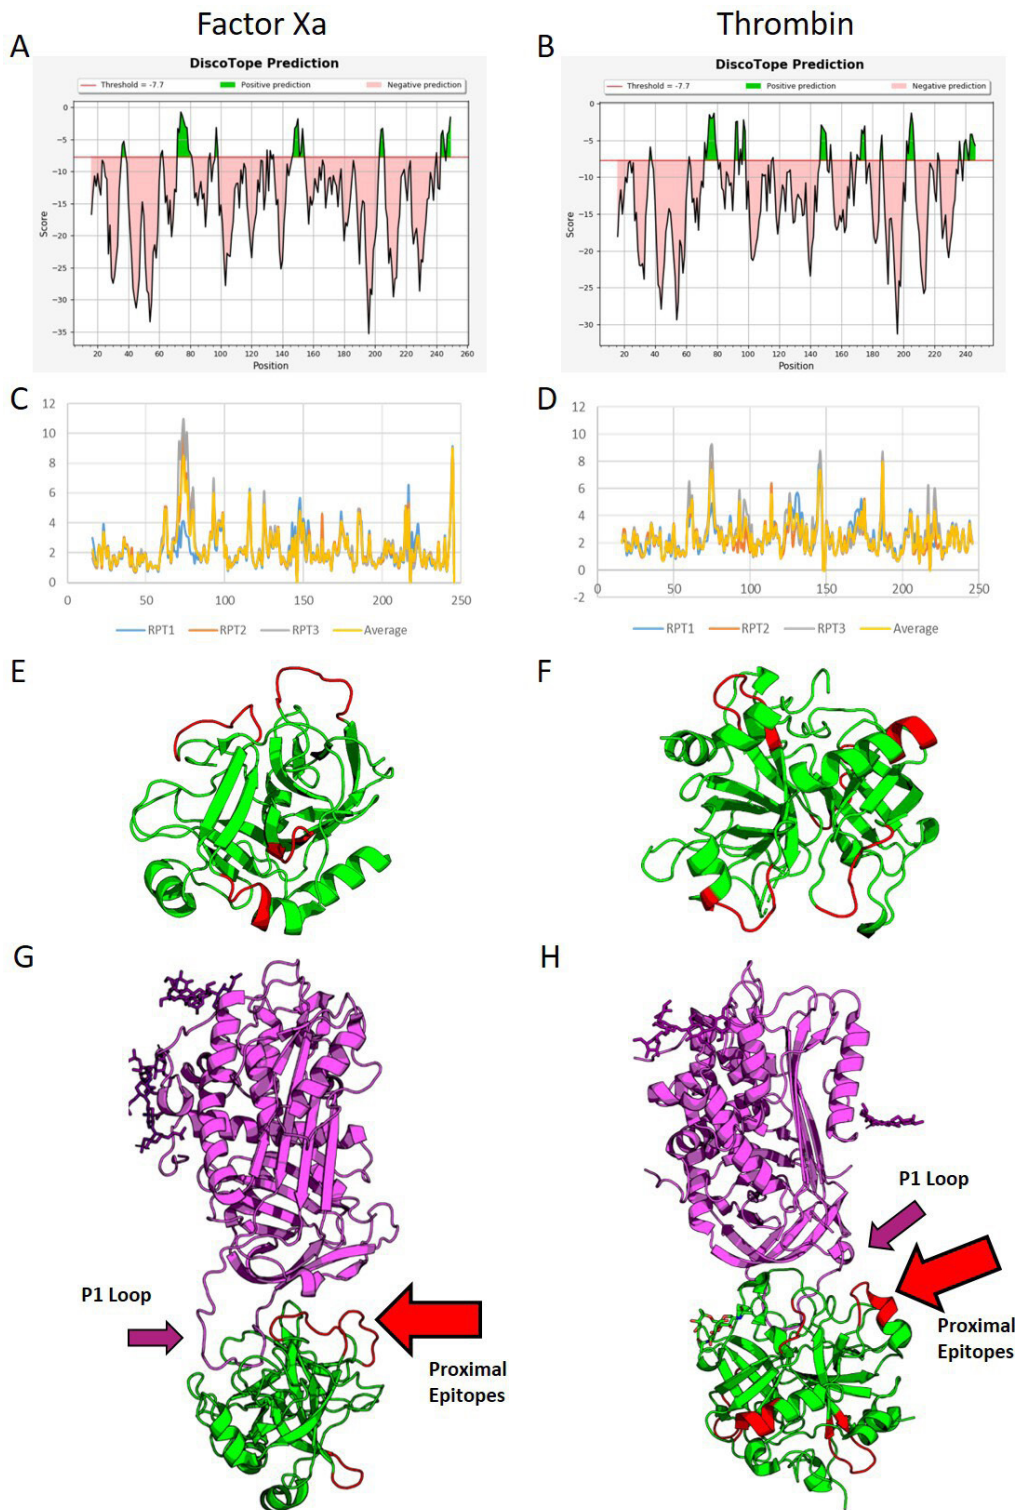 Factor Xa
Thrombin
A
DiscoTope Prediction
Threshold = -7.7 Positive prediction Negative prediction
0
−5
−10
−15
−20
−25
−30
−35
Score
20 40 60 80 100 120 140 160 180 200 220 240 260
Position
B
DiscoTope Prediction
Threshold = -7.7 Positive prediction Negative prediction
0
−5
−10
−15
−20
−25
−30
Score
20 40 60 80 100 120 140 160 180 200 220 240
Position
C
12
10
8
6
4
2
0
0 50 100 150 200 250
RPT1 RPT2 RPT3 Average
D
12
10
8
6
4
2
0
-2
0 50 100 150 200 250
RPT1 RPT2 RPT3 Average
E
F
G
P1 Loop
Proximal
Epitopes
H
P1 Loop
Proximal
Epitopes